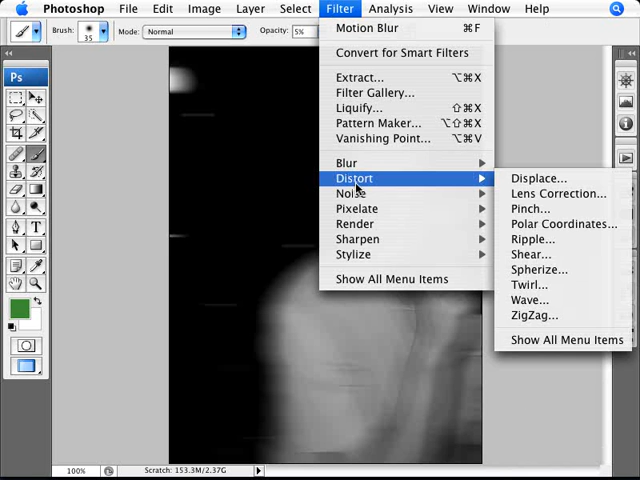 Photoshop File Edit Image Layer Select Filter Analysis View Window Help
Brush: 35 Mode: Normal Opacity: 5%
Motion Blur ⌘F
Convert for Smart Filters
Extract... ⌥⌘X
Filter Gallery...
Liquify... ⇧⌘X
Pattern Maker... ⌥⇧⌘X
Vanishing Point... ⌥⌘V
Blur
Distort
Noise
Pixelate
Render
Sharpen
Stylize
Show All Menu Items
Displace...
Lens Correction...
Pinch...
Polar Coordinates...
Ripple...
Shear...
Spherize...
Twirl...
Wave...
ZigZag...
Show All Menu Items
Ps
100% Scratch: 153.3M/2.37G